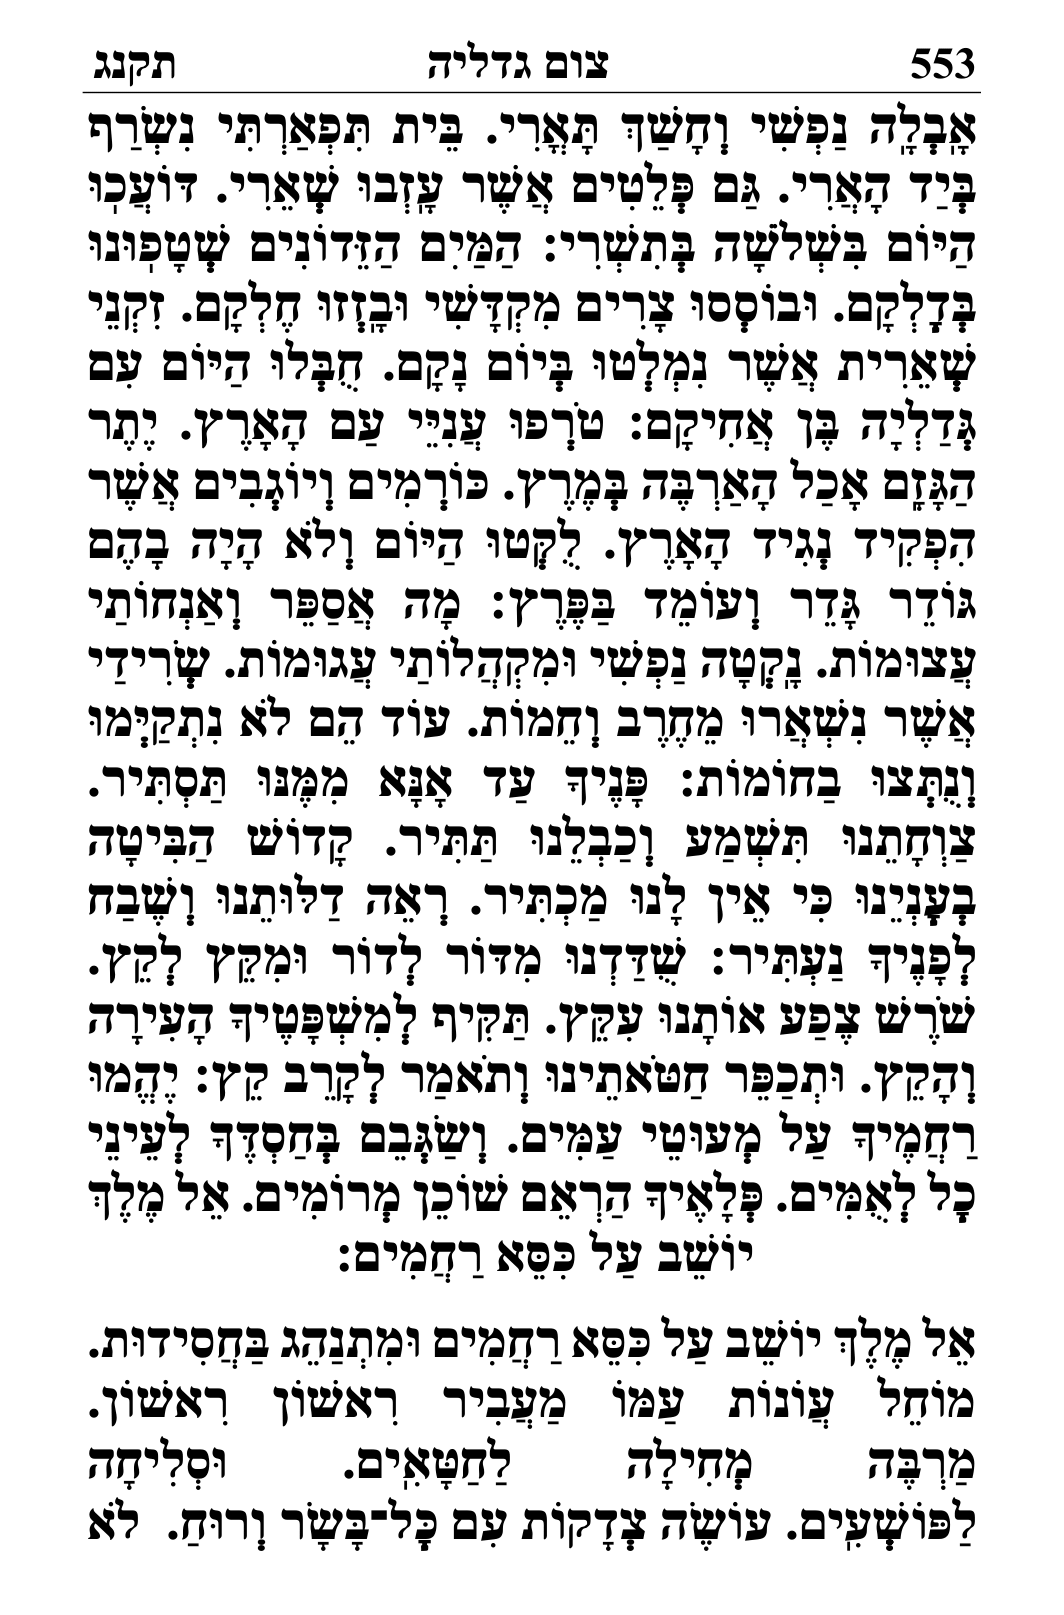 553 צום גדליה תקנג
אָבְלָה נַפְשִׁי וְחָשַׁךְ תָּאֳרִי. בֵּית תִּפְאַרְתִּי נִשְׂרַף
בְּיַד הָאֲרִי. גַּם פְּלֵטִים אֲשֶׁר עָזְבוּ שְׁאֵרִי. דּוֹעֲכוּ
הַיּוֹם בִּשְׁלשָׁה בְּתִשְׁרִי: הַמַּיִם הַזֵּדוֹנִים שְׁטָפוּנוּ
בְּדָלְקָם. וּבוֹסְסוּ צָרִים מִקְדָּשִׁי וּבָזְזוּ חֶלְקָם. זִקְנֵי
שְׁאֵרִית אֲשֶׁר נִמְלְטוּ בְּיוֹם נָקָם. חֻבְּלוּ הַיּוֹם עִם
גְּדַלְיָה בֶּן אֲחִיקָם: טֹרְפוּ עֲנִיֵּי עַם הָאָרֶץ. יֶתֶר
הַגָּזָם אָכַל הָאַרְבֶּה בְּמֶרֶץ. כּוֹרְמִים וְיוֹגְבִים אֲשֶׁר
הִפְקִיד נְגִיד הָאָרֶץ. לֻקְּטוּ הַיּוֹם וְלֹא הָיָה בָהֶם
גּוֹדֵר גָּדֵר וְעוֹמֵד בַּפֶּרֶץ: מָה אֲסַפֵּר וְאַנְחוֹתַי
עֲצוּמוֹת. נָקְטָה נַפְשִׁי וּמִקְהֲלוֹתַי עֲגוּמוֹת. שְׂרִידַי
אֲשֶׁר נִשְׁאֲרוּ מֵחֶרֶב וְחֵמוֹת. עוֹד הֵם לֹא נִתְקַיְּמוּ
וְנֻתְּצוּ בַחוֹמוֹת: פָּנֶיךָ עַד אָנָּא מִמֶּנּוּ תַּסְתִּיר.
צַוְחָתֵנוּ תִּשְׁמַע וְכַבְלֵנוּ תַּתִּיר. קָדוֹשׁ הַבִּיטָה
בְעָנְיֵנוּ כִּי אֵין לָנוּ מַכְתִּיר. רְאֵה דַלּוּתֵנוּ וְשֶׁבַח
לְפָנֶיךָ נַעְתִּיר: שֻׁדַּדְנוּ מִדּוֹר לְדוֹר וּמִקֵּץ לְקֵץ.
שֹׁרֶשׁ צֶפַע אוֹתָנוּ עִקֵּץ. תַּקִּיף לְמִשְׁפָּטֶיךָ הָעִירָה
וְהָקֵץ. וּתְכַפֵּר חַטֹּאתֵינוּ וְתֹאמַר לְקָרֵב קֵץ: יֶהֱמוּ
רַחֲמֶיךָ עַל מְעוּטֵי עַמִּים. וְשַׂגְּבֵם בְּחַסְדֶּךָ לְעֵינֵי
כָל לְאֻמִּים. פְּלָאֶיךָ הַרְאֵם שׁוֹכֵן מְרוֹמִים. אֵל מֶלֶךְ
יוֹשֵׁב עַל כִּסֵּא רַחֲמִים:
אֵל מֶלֶךְ יוֹשֵׁב עַל כִּסֵּא רַחֲמִים וּמִתְנַהֵג בַּחֲסִידוּת.
מוֹחֵל עֲוֹנוֹת עַמּוֹ מַעֲבִיר רִאשׁוֹן רִאשׁוֹן.
מַרְבֶּה מְחִילָה לַחַטָּאִים. וּסְלִיחָה
לַפּוֹשְׁעִים. עוֹשֶׂה צְדָקוֹת עִם כָּל־בָּשָׂר וְרוּחַ. לֹא